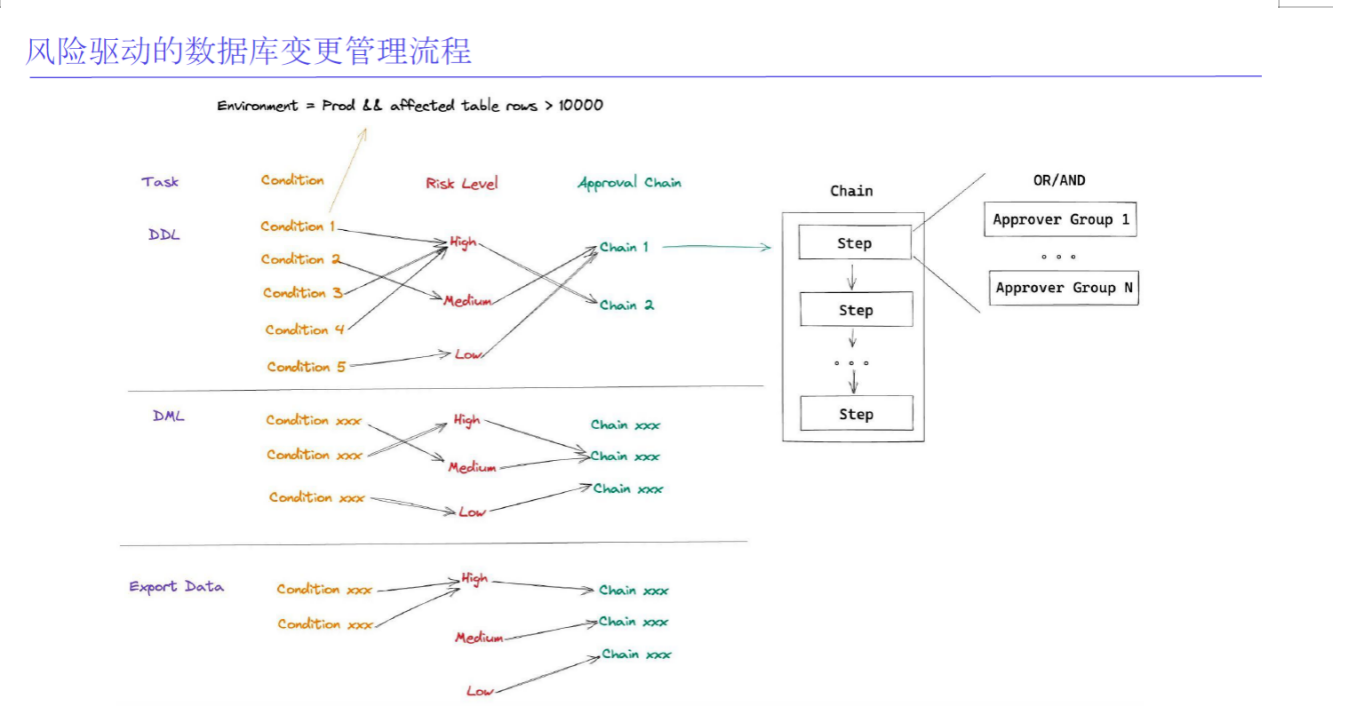 风险驱动的数据库变更管理流程
Environment = Prod && affected table rows > 10000
Task
Condition
Risk Level
Approval Chain
DDL
Condition 1
Condition 2
Condition 3
Condition 4
Condition 5
High
Medium
Low
Chain 1
Chain 2
DML
Condition xxx
Condition xxx
Condition xxx
High
Medium
Low
Chain xxx
Chain xxx
Chain xxx
Export Data
Condition xxx
Condition xxx
High
Medium
Low
Chain xxx
Chain xxx
Chain xxx
Chain
Step
Step
Step
OR/AND
Approver Group 1
Approver Group N